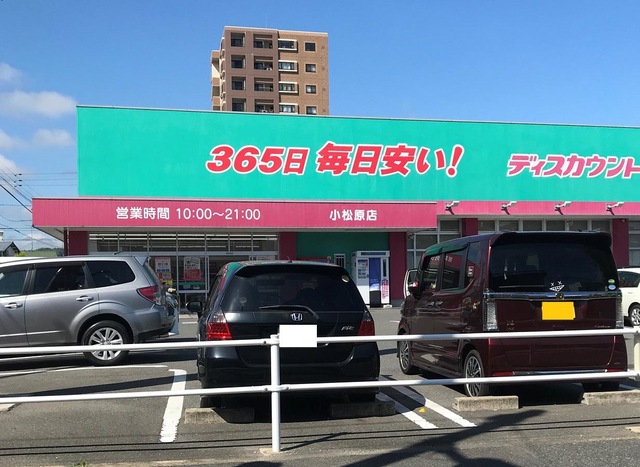 365日 毎日安い!
ディスカウント
営業時間 10:00～21:00
小松原店